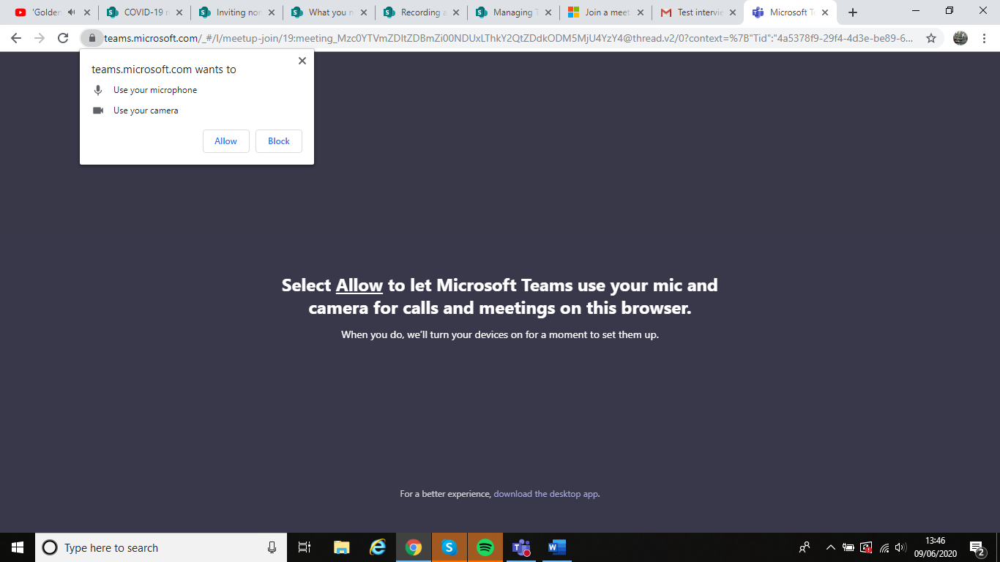 'Golden
COVID-19 r
Inviting non
What you n
Recording a
Managing T
Join a meet
Test intervie
Microsoft Te
teams.microsoft.com/_#/l/meetup-join/19:meeting_Mzc0YTVmZDItZDBmZi00NDUxLThkY2QtZDdkODM5MjU4YzY4@thread.v2/0?context=%7B"Tid":"4a5378f9-29f4-4d3e-be89-6...
teams.microsoft.com wants to
Use your microphone
Use your camera
Allow
Block
Select Allow to let Microsoft Teams use your mic and
camera for calls and meetings on this browser.
When you do, we'll turn your devices on for a moment to set them up.
For a better experience, download the desktop app.
Type here to search
13:46
09/06/2020
2